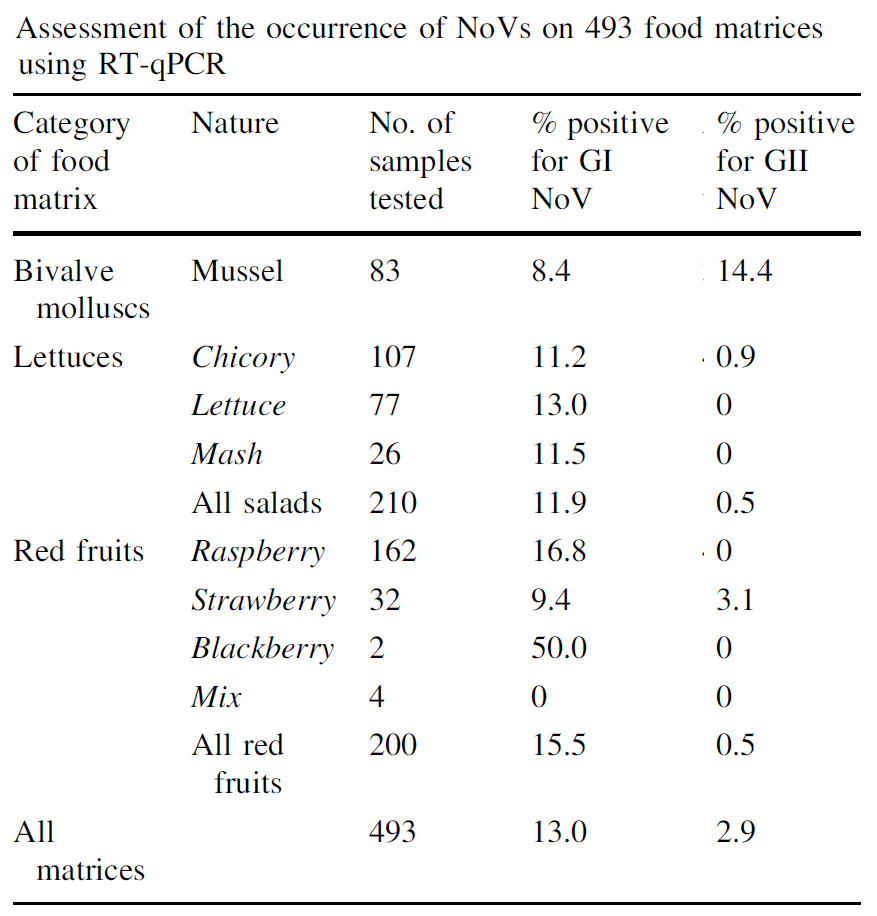 Assessment of the occurrence of NoVs on 493 food matrices
using RT-qPCR
Category of food matrix Nature No. of samples tested % positive for GI NoV % positive for GII NoV
Bivalve molluscs Mussel 83 8.4 14.4
Lettuces Chicory 107 11.2 0.9
Lettuce 77 13.0 0
Mash 26 11.5 0
All salads 210 11.9 0.5
Red fruits Raspberry 162 16.8 0
Strawberry 32 9.4 3.1
Blackberry 2 50.0 0
Mix 4 0 0
All red fruits 200 15.5 0.5
All matrices 493 13.0 2.9